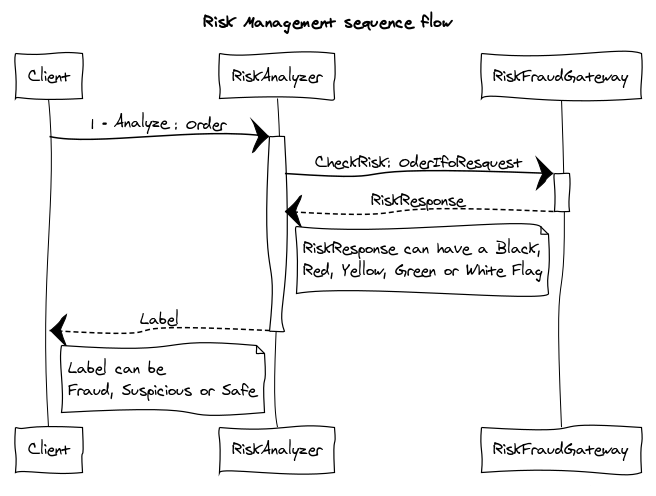 Risk Management sequence flow
Client
RiskAnalyzer
RiskFraudGateway
1 - Analyze : Order
CheckRisk: OderIfoResquest
RiskResponse
RiskResponse can have a Black,
Red, Yellow, Green or White Flag
Label
Label can be
Fraud, Suspicious or Safe
Client
RiskAnalyzer
RiskFraudGateway